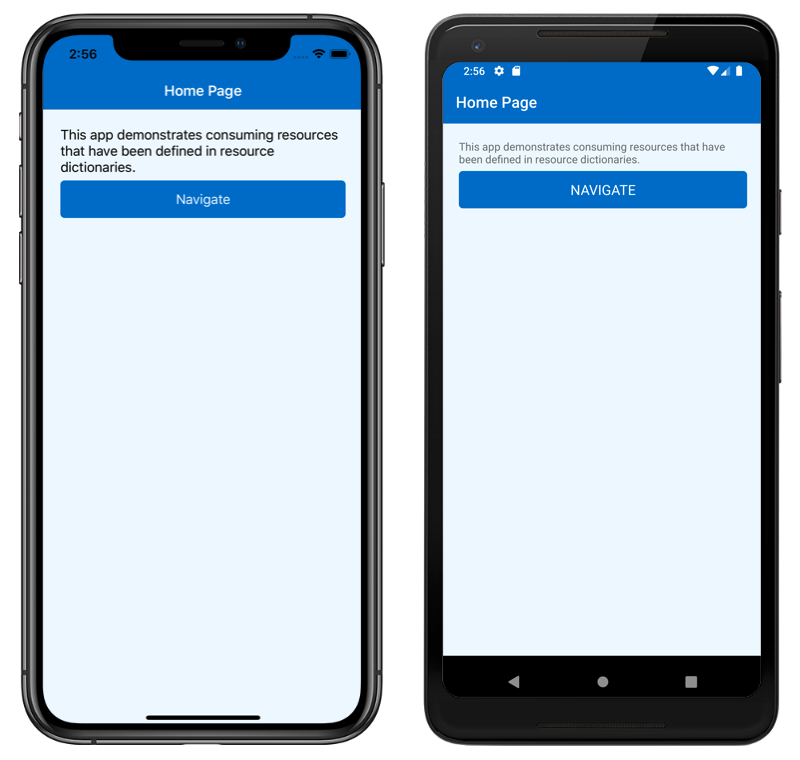 2:56
Home Page
This app demonstrates consuming resources
that have been defined in resource
dictionaries.
Navigate
2:56
Home Page
This app demonstrates consuming resources that have
been defined in resource dictionaries.
NAVIGATE